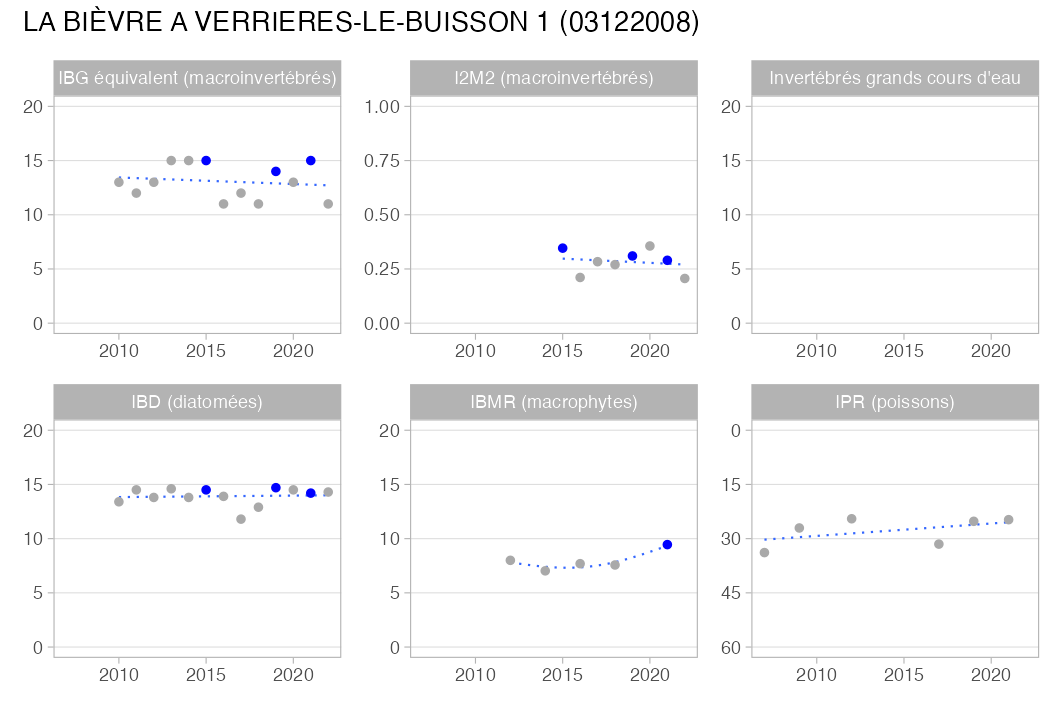 LA BIÈVRE A VERRIERES-LE-BUISSON 1 (03122008)
IBG équivalent (macroinvertébrés)
20
15
10
5
0
2010 2015 2020
I2M2 (macroinvertébrés)
1.00
0.75
0.50
0.25
0.00
2010 2015 2020
Invertébrés grands cours d'eau
20
15
10
5
0
2010 2015 2020
IBD (diatomées)
20
15
10
5
0
2010 2015 2020
IBMR (macrophytes)
20
15
10
5
0
2010 2015 2020
IPR (poissons)
0
15
30
45
60
2010 2015 2020